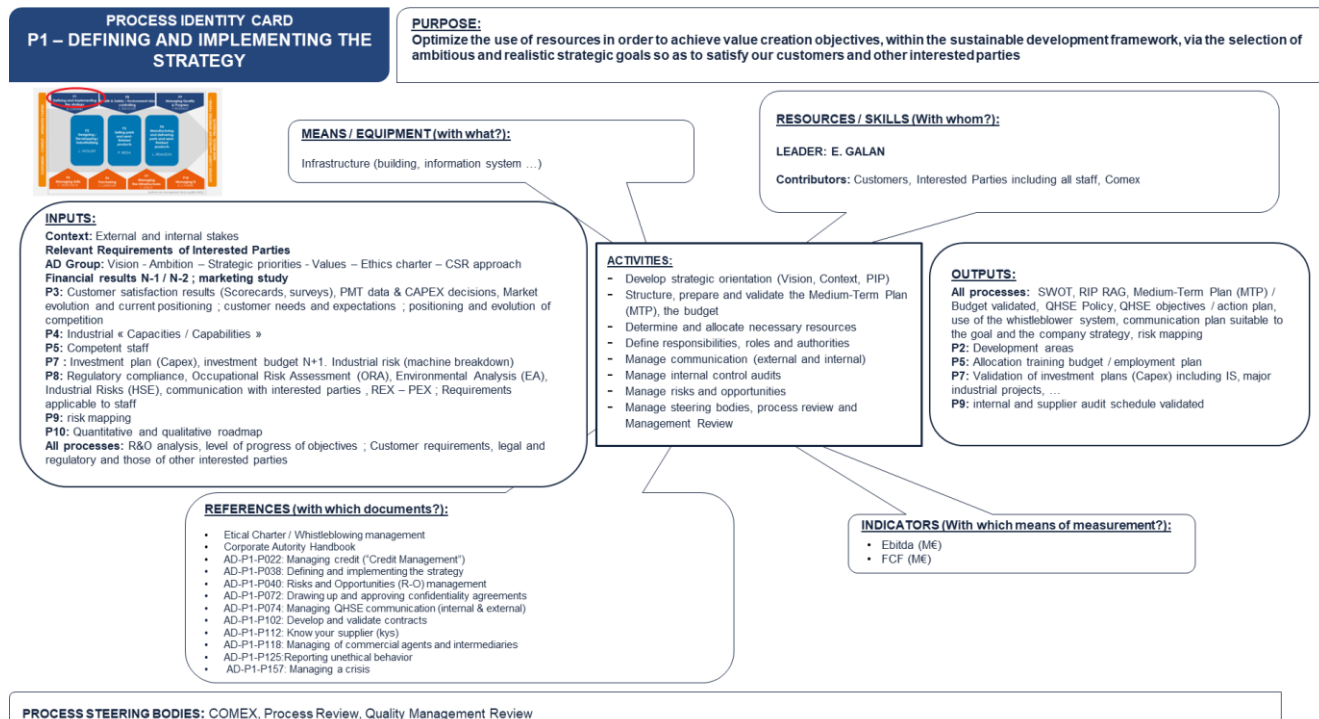 PROCESS IDENTITY CARD
P1 – DEFINING AND IMPLEMENTING THE
STRATEGY
PURPOSE:
Optimize the use of resources in order to achieve value creation objectives, within the sustainable development framework, via the selection of
ambitious and realistic strategic goals so as to satisfy our customers and other interested parties
MEANS / EQUIPMENT (with what?):
Infrastructure (building, information system …)
RESOURCES / SKILLS (With whom?):
LEADER: E. GALAN
Contributors: Customers, Interested Parties including all staff, Comex
INPUTS:
Context: External and internal stakes
Relevant Requirements of Interested Parties
AD Group: Vision - Ambition – Strategic priorities - Values – Ethics charter – CSR approach
Financial results N-1 / N-2 ; marketing study
P3: Customer satisfaction results (Scorecards, surveys), PMT data & CAPEX decisions, Market
evolution and current positioning ; customer needs and expectations ; positioning and evolution of
competition
P4: Industrial « Capacities / Capabilities »
P5: Competent staff
P7 : Investment plan (Capex), investment budget N+1. Industrial risk (machine breakdown)
P8: Regulatory compliance, Occupational Risk Assessment (ORA), Environmental Analysis (EA),
Industrial Risks (HSE), communication with interested parties , REX – PEX ; Requirements
applicable to staff
P9: risk mapping
P10: Quantitative and qualitative roadmap
All processes: R&O analysis, level of progress of objectives ; Customer requirements, legal and
regulatory and those of other interested parties
ACTIVITIES:
- Develop strategic orientation (Vision, Context, PIP)
- Structure, prepare and validate the Medium-Term Plan
(MTP), the budget
- Determine and allocate necessary resources
- Define responsibilities, roles and authorities
- Manage communication (external and internal)
- Manage internal control audits
- Manage risks and opportunities
- Manage steering bodies, process review and
Management Review
OUTPUTS:
All processes: SWOT, RIP RAG, Medium-Term Plan (MTP) /
Budget validated, QHSE Policy, QHSE objectives / action plan,
use of the whistleblower system, communication plan suitable to
the goal and the company strategy, risk mapping
P2: Development areas
P5: Allocation training budget / employment plan
P7: Validation of investment plans (Capex) including IS, major
industrial projects, …
P9: internal and supplier audit schedule validated
REFERENCES (with which documents?):
• Etical Charter / Whistleblowing management
• Corporate Autority Handbook
• AD-P1-P022: Managing credit ("Credit Management")
• AD-P1-P038: Defining and implementing the strategy
• AD-P1-P040: Risks and Opportunities (R-O) management
• AD-P1-P072: Drawing up and approving confidentiality agreements
• AD-P1-P074: Managing QHSE communication (internal & external)
• AD-P1-P102: Develop and validate contracts
• AD-P1-P112: Know your supplier (kys)
• AD-P1-P118: Managing of commercial agents and intermediaries
• AD-P1-P125:Reporting unethical behavior
• AD-P1-P157: Managing a crisis
INDICATORS (With which means of measurement?):
• Ebitda (M€)
• FCF (M€)
PROCESS STEERING BODIES: COMEX, Process Review, Quality Management Review